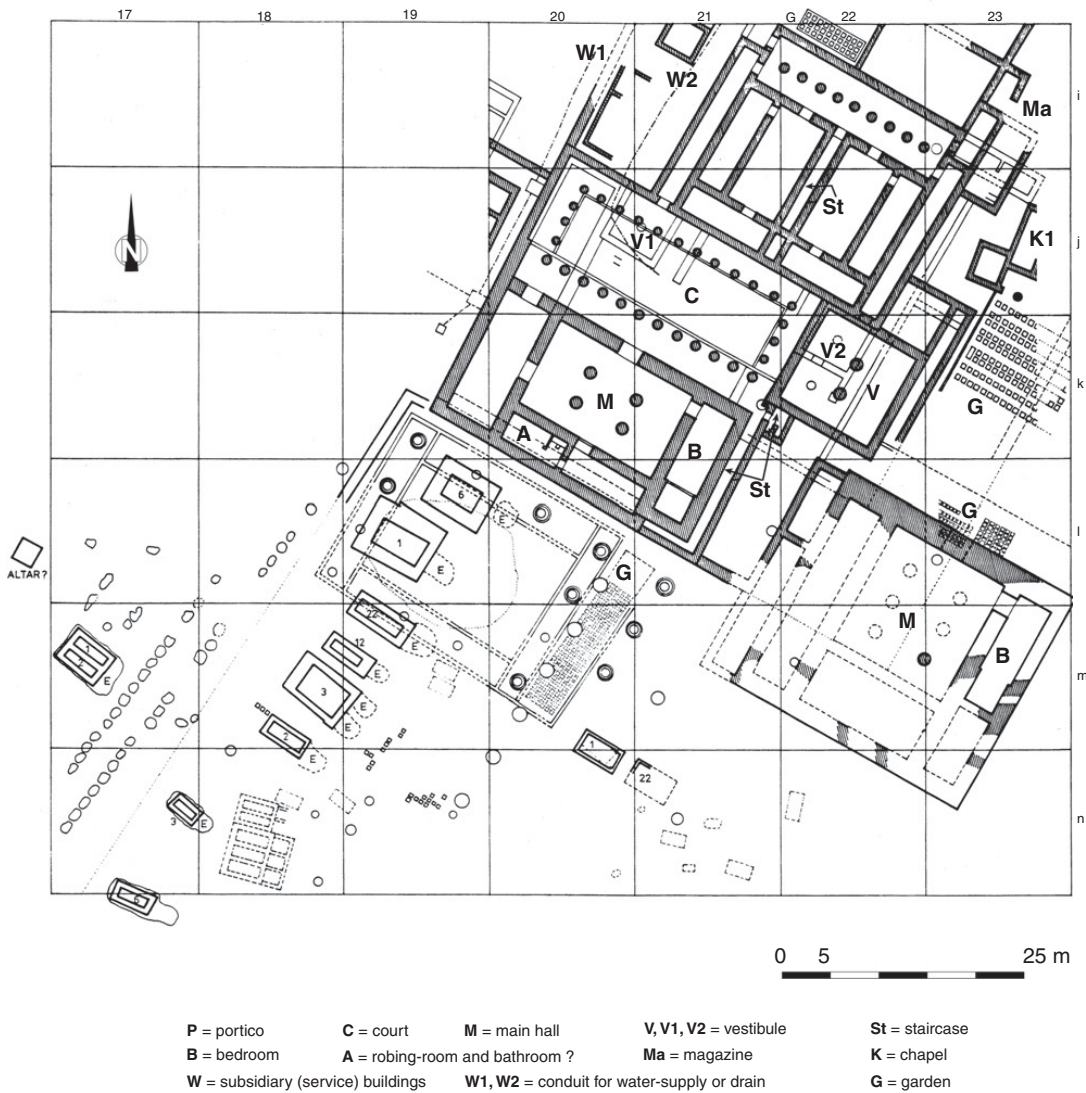 17 18 19 20 21 G 22 23
W1
W2
i
Ma
St
K1
j
V1
C
N
V2
V
k
M
G
A
B
St
G
6
l
1
E
ALTAR?
G
M
12
B
1
2
E
m
3
E
E
2
E
1
22
3
E
n
5
0 5 25 m
P = portico C = court M = main hall V, V1, V2 = vestibule St = staircase
B = bedroom A = robing-room and bathroom ? Ma = magazine K = chapel
W = subsidiary (service) buildings W1, W2 = conduit for water-supply or drain G = garden